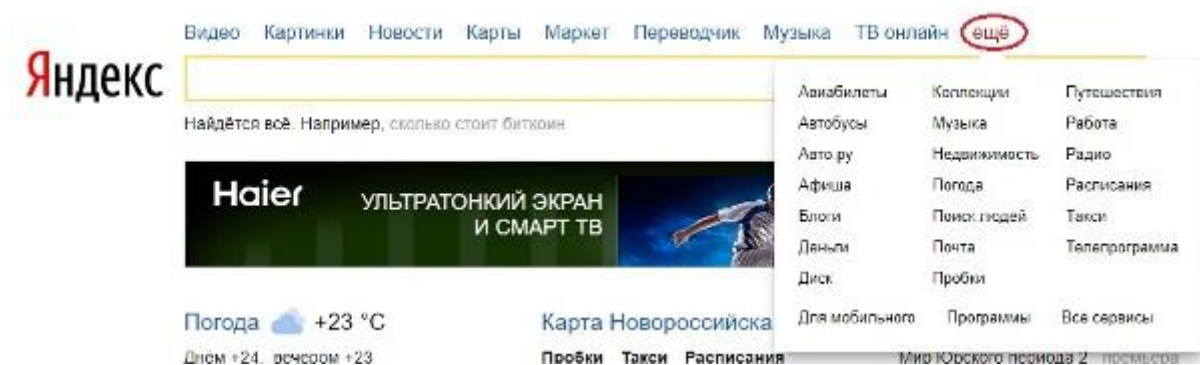 Видео Картинки Новости Карты Маркет Переводчик Музыка ТВ онлайн ещё
Яндекс
Найдётся всё. Например, сколько стоит биткоин
Авиабилеты Коллекции Путешествия
Автобусы Музыка Работа
Авто.ру Недвижимость Радио
Афиша Погода Расписания
Блоги Поиск людей Такси
Деньги Почта Телепрограмма
Диск Пробки
Для мобильного Программы Все сервисы
Haier УЛЬТРАТОНКИЙ ЭКРАН
И СМАРТ ТВ
Погода +23 °C Карта Новороссийска
Днём +24, вечером +23 Пробки Такси Расписания Мир Юрского периода 2 премьера